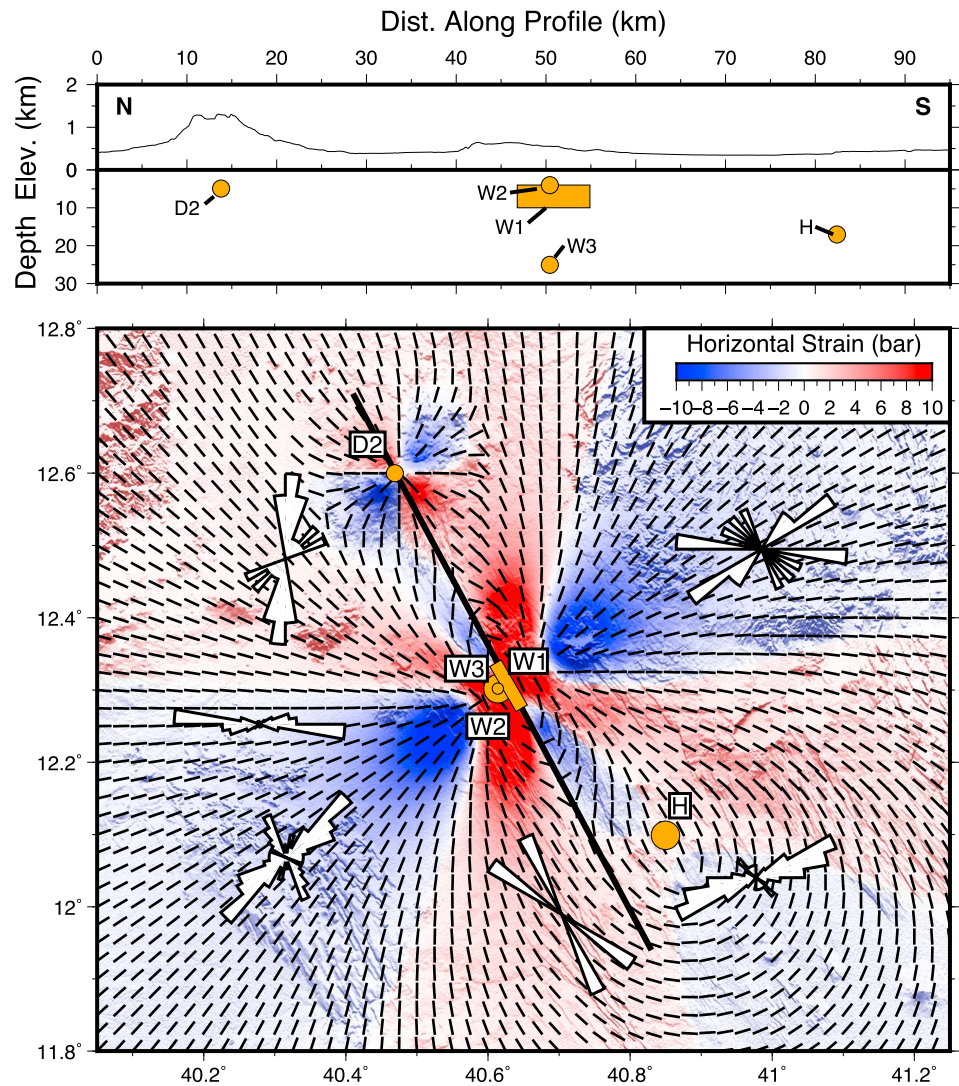 Dist. Along Profile (km)
0 10 20 30 40 50 60 70 80 90
Depth Elev. (km)
2
1
0
10
20
30
N
S
D2
W2
W1
W3
H
12.8°
12.6°
12.4°
12.2°
12°
11.8°
Horizontal Strain (bar)
−10 −8 −6 −4 −2 0 2 4 6 8 10
D2
W3
W1
W2
H
40.2° 40.4° 40.6° 40.8° 41° 41.2°